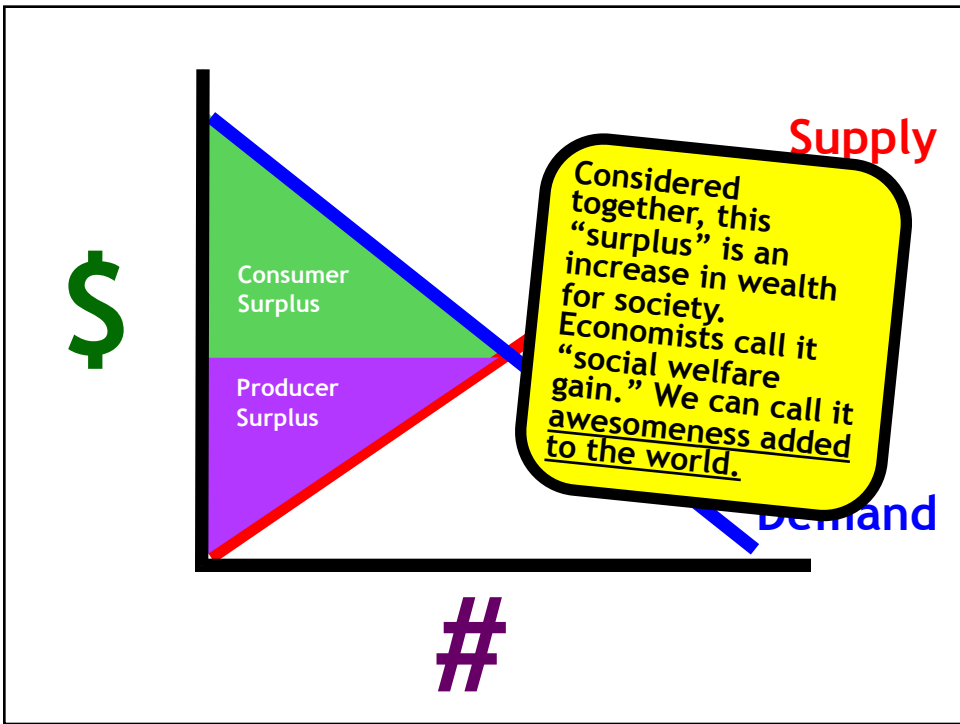 Supply
Considered
together, this
“surplus” is an
increase in wealth
for society.
Economists call it
“social welfare
gain.” We can call it
awesomeness added
to the world.
$
Consumer
Surplus
Producer
Surplus
Demand
#